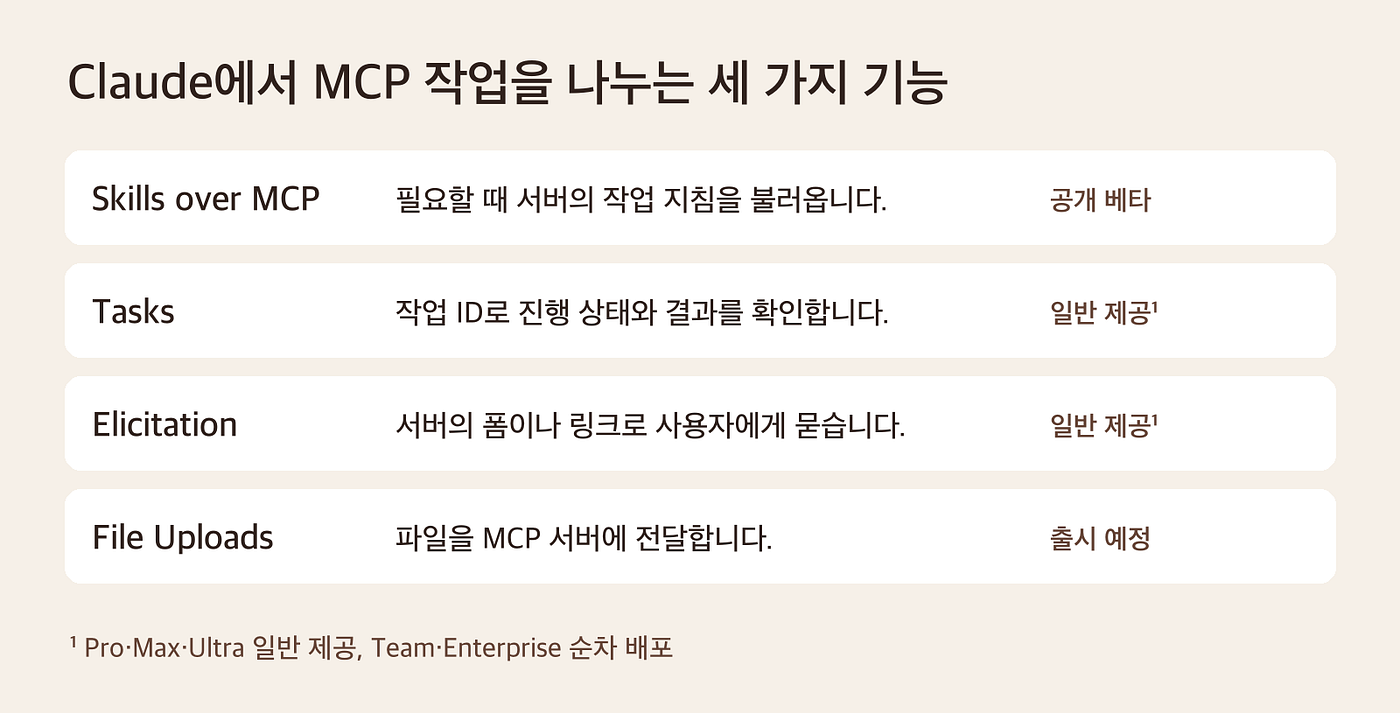 Claude에서 MCP 작업을 나누는 세 가지 기능
Skills over MCP 필요할 때 서버의 작업 지침을 불러옵니다. 공개 베타
Tasks 작업 ID로 진행 상태와 결과를 확인합니다. 일반 제공¹
Elicitation 서버의 폼이나 링크로 사용자에게 묻습니다. 일반 제공¹
File Uploads 파일을 MCP 서버에 전달합니다. 출시 예정
¹ Pro·Max·Ultra 일반 제공, Team·Enterprise 순차 배포